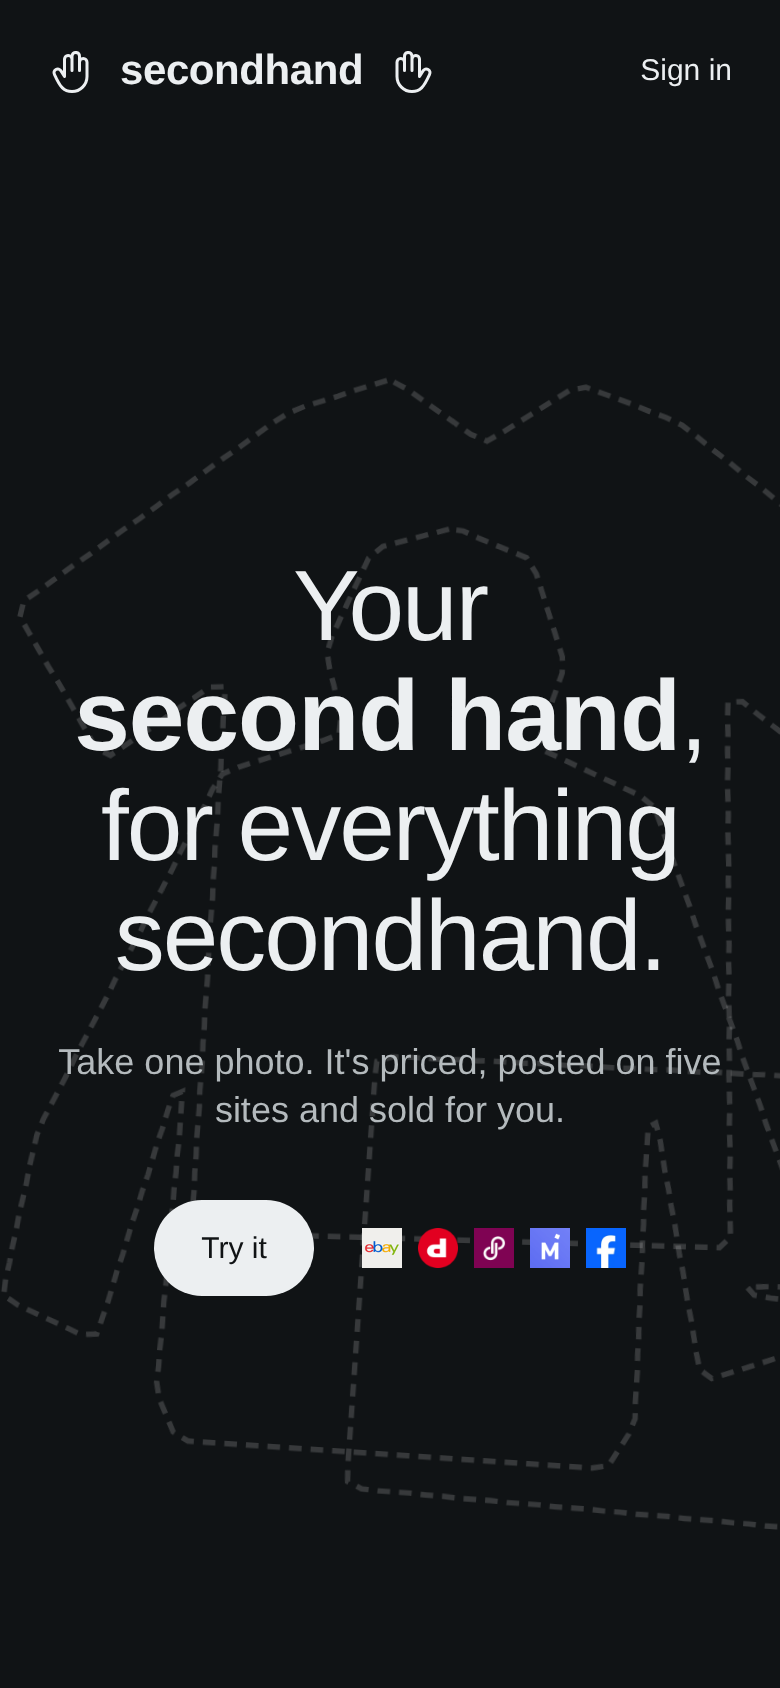 secondhand
Sign in
Your
second hand,
for everything
secondhand.
Take one photo. It's priced, posted on five
sites and sold for you.
Try it
ebay